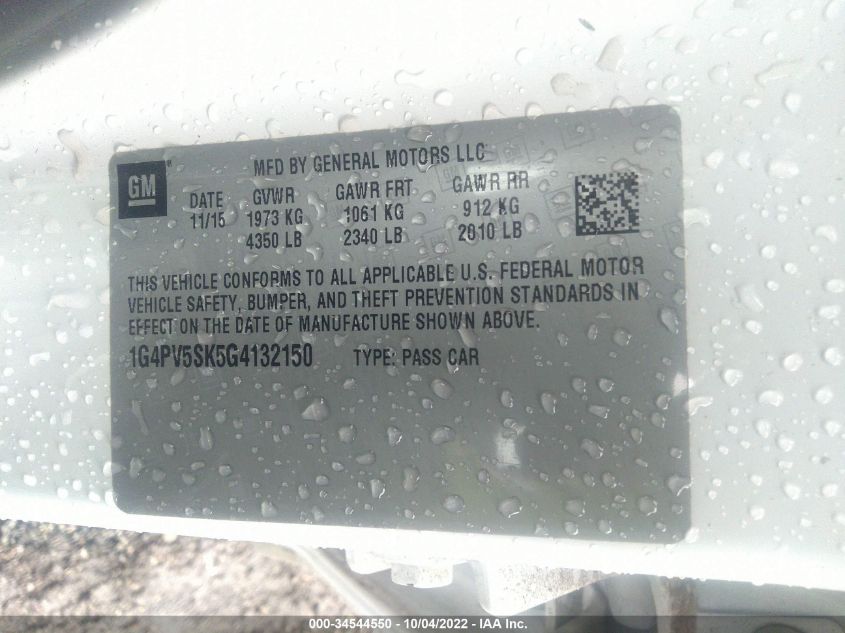 MFD BY GENERAL MOTORS LLC
GM
DATE GVWR GAWR FRT GAWR RR
11/15 1973 KG 1061 KG 912 KG
4350 LB 2340 LB 2010 LB
THIS VEHICLE CONFORMS TO ALL APPLICABLE U.S. FEDERAL MOTOR
VEHICLE SAFETY, BUMPER, AND THEFT PREVENTION STANDARDS IN
EFFECT ON THE DATE OF MANUFACTURE SHOWN ABOVE.
1G4PV5SK5G4132150 TYPE: PASS CAR
000-34544550 - 10/04/2022 - IAA Inc.